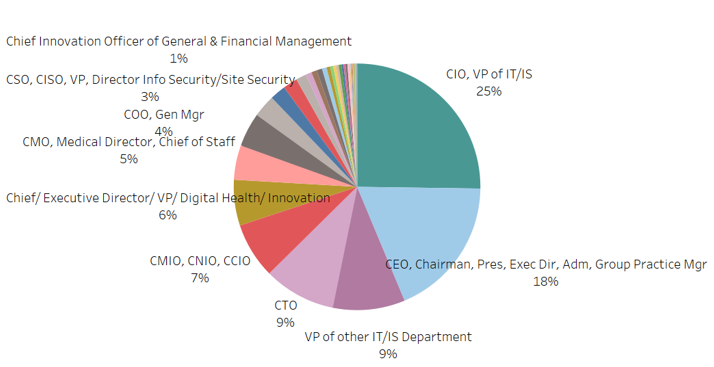 Chief Innovation Officer of General & Financial Management
1%
CIO, VP of IT/IS
25%
CSO, CISO, VP, Director Info Security/Site Security
3%
COO, Gen Mgr
4%
CMO, Medical Director, Chief of Staff
5%
Chief/ Executive Director/ VP/ Digital Health/ Innovation
6%
CMIO, CNIO, CCIO
7%
CEO, Chairman, Pres, Exec Dir, Adm, Group Practice Mgr
18%
CTO
9%
VP of other IT/IS Department
9%